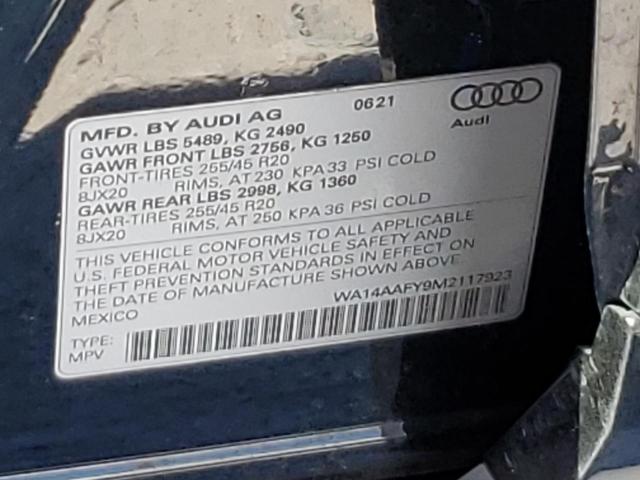 MFD. BY AUDI AG 0621
Audi
GVWR LBS 5489, KG 2490
GAWR FRONT LBS 2756, KG 1250
FRONT-TIRES 255/45 R20
8JX20 RIMS, AT 230 KPA 33 PSI COLD
GAWR REAR LBS 2998, KG 1360
REAR-TIRES 255/45 R20
8JX20 RIMS, AT 250 KPA 36 PSI COLD
THIS VEHICLE CONFORMS TO ALL APPLICABLE
U.S. FEDERAL MOTOR VEHICLE SAFETY AND
THEFT PREVENTION STANDARDS IN EFFECT ON
THE DATE OF MANUFACTURE SHOWN ABOVE.
MEXICO WA14AAFY9M2117923
TYPE:
MPV